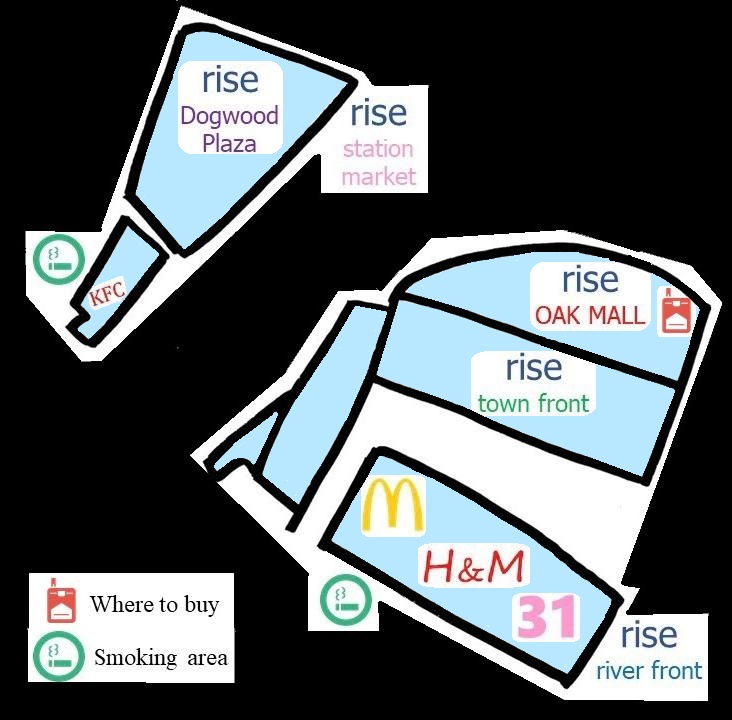 rise
Dogwood
Plaza
rise
station
market
KFC
rise
OAK MALL
rise
town front
H&M
31
rise
river front
Where to buy
Smoking area